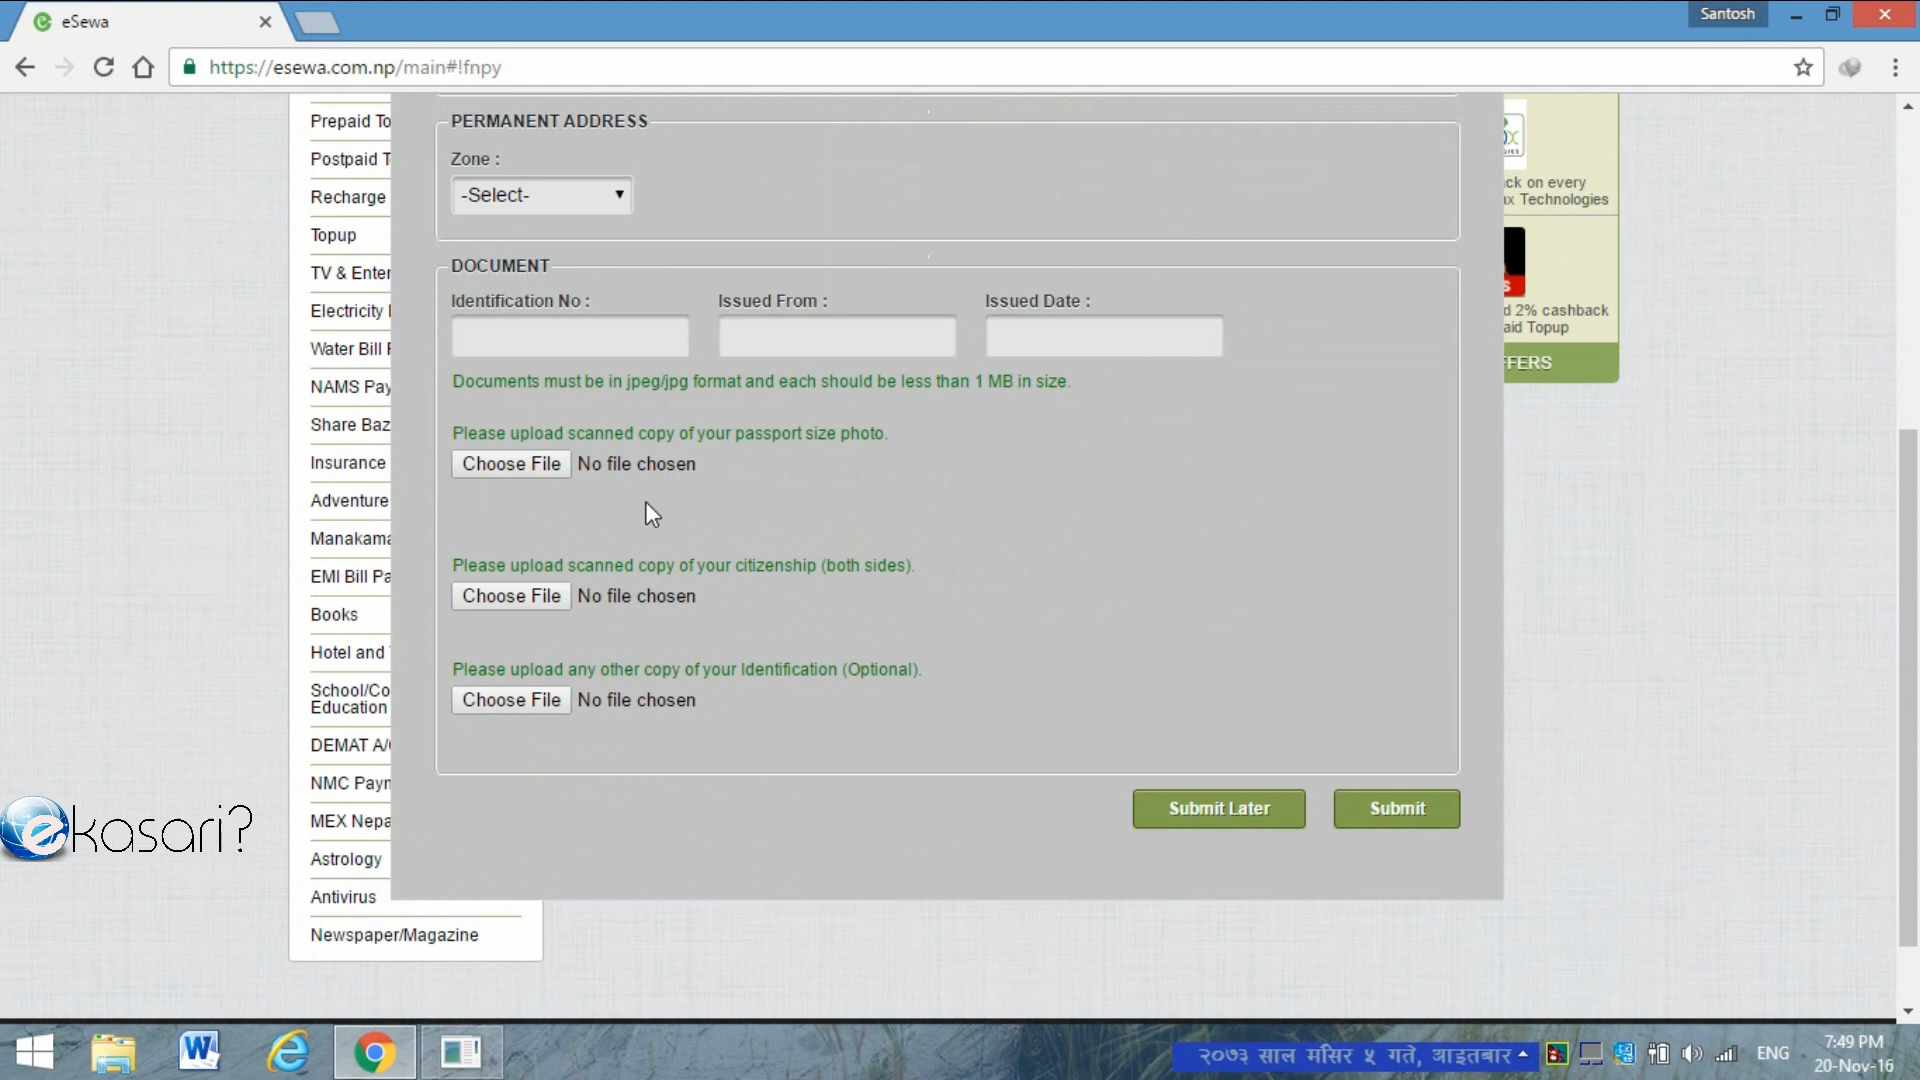 eSewa
Santosh
https://esewa.com.np/main#!fnpy
Prepaid To
Postpaid T
Recharge
Topup
TV & Enter
Electricity
Water Bill
NAMS Pay
Share Baz
Insurance
Adventure
Manakama
EMI Bill Pa
Books
Hotel and
School/Co
Education
DEMAT A/
NMC Payn
MEX Nepa
Astrology
Antivirus
Newspaper/Magazine
PERMANENT ADDRESS
Zone :
-Select-
DOCUMENT
Identification No :
Issued From :
Issued Date :
Documents must be in jpeg/jpg format and each should be less than 1 MB in size.
Please upload scanned copy of your passport size photo.
Choose File No file chosen
Please upload scanned copy of your citizenship (both sides).
Choose File No file chosen
Please upload any other copy of your Identification (Optional).
Choose File No file chosen
Submit Later
Submit
ck on every
x Technologies
d 2% cashback
aid Topup
FFERS
ekasari?
२०७३ साल मंसिर ५ गते, आइतबार
ENG
7:49 PM
20-Nov-16